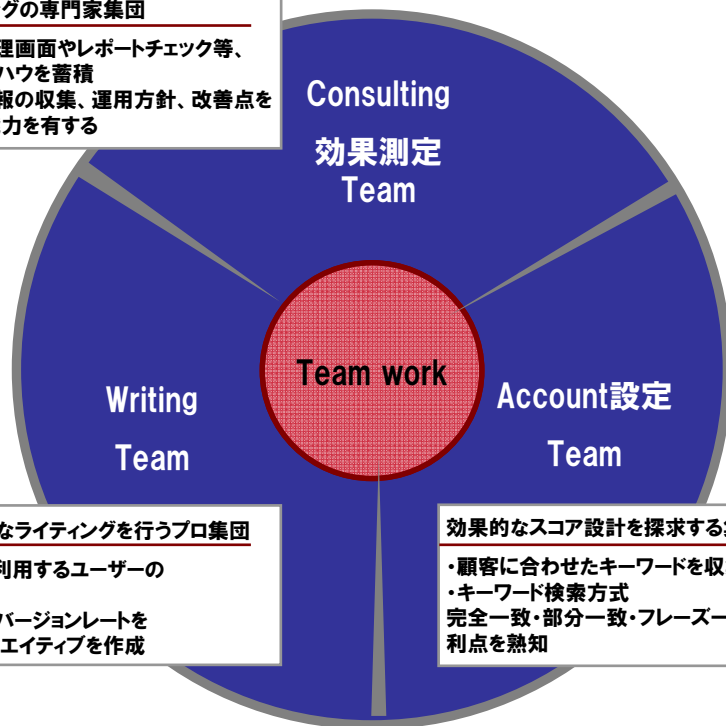 グの専門家集団
理画面やレポートチェック等、
ハウを蓄積
報の収集、運用方針、改善点を
力を有する
Consulting
効果測定
Team
Team work
Writing
Team
Account設定
Team
なライティングを行うプロ集団
利用するユーザーの
バージョンレートを
エイティブを作成
効果的なスコア設計を探求する
・顧客に合わせたキーワードを収
・キーワード検索方式
完全一致・部分一致・フレーズ一
利点を熟知